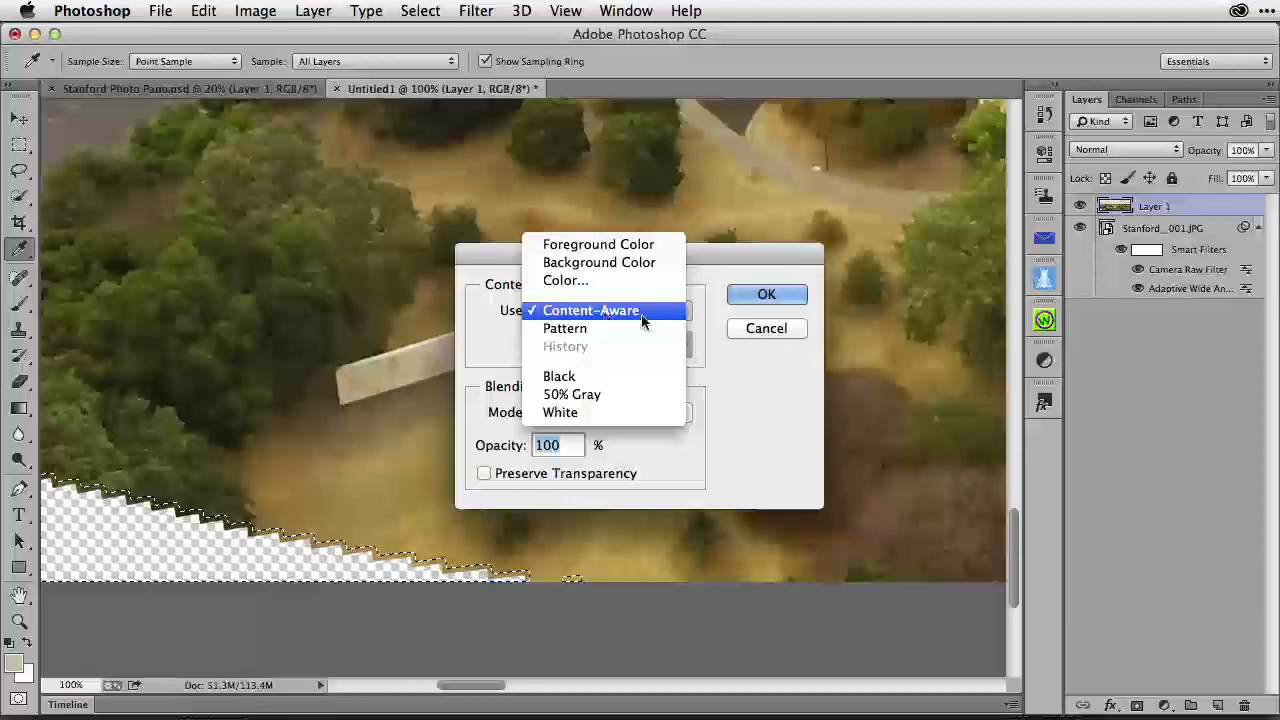 Photoshop File Edit Image Layer Type Select Filter 3D View Window Help
Adobe Photoshop CC
Sample Size: Point Sample Sample: All Layers Show Sampling Ring Essentials
Stanford Photo Pano.psd @ 20% (Layer 1, RGB/8*) Untitled1 @ 100% (Layer 1, RGB/8*) *
Layers Channels Paths
Kind
Normal Opacity: 100%
Lock: Fill: 100%
Layer 1
Stanford__001.JPG
Smart Filters
Camera Raw Filter
Adaptive Wide An...
Foreground Color
Background Color
Color...
Conte
Use
Content-Aware
Pattern
History
Black
50% Gray
White
Blendi
Mode
Opacity: 100 %
Preserve Transparency
OK
Cancel
100% Doc: 51.3M/113.4M
Timeline